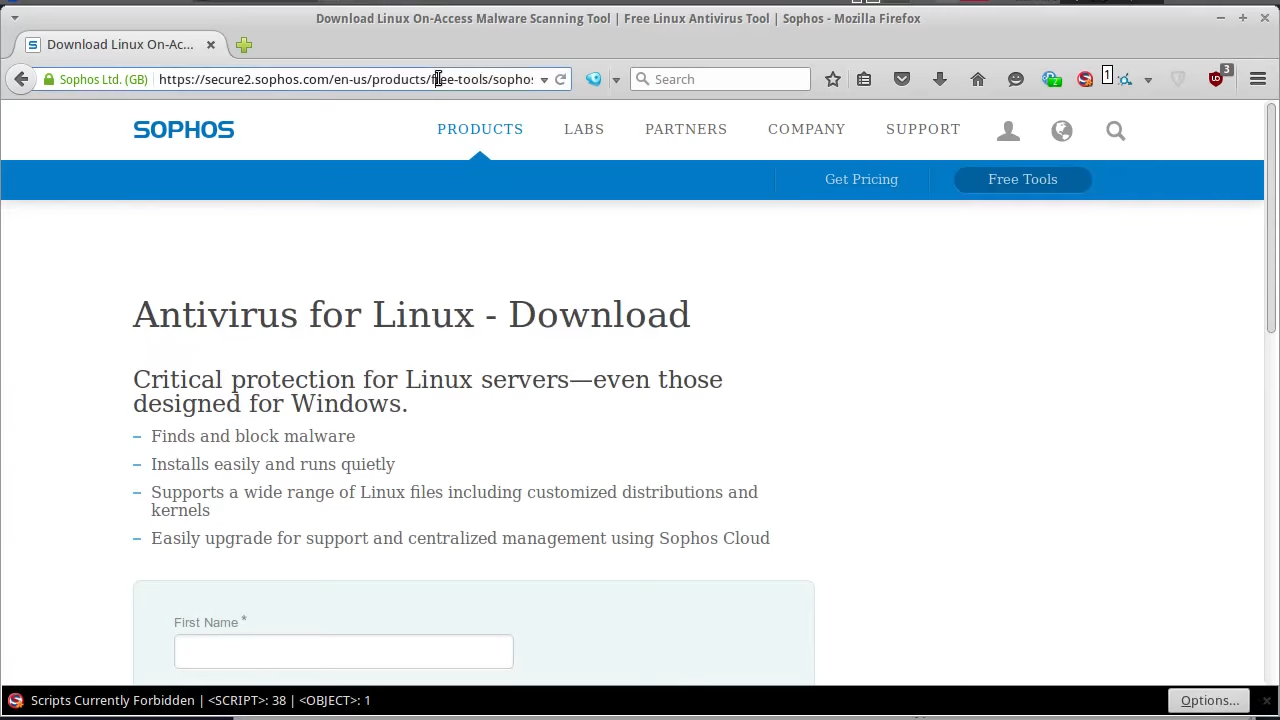 Download Linux On-Access Malware Scanning Tool | Free Linux Antivirus Tool | Sophos - Mozilla Firefox
Download Linux On-Ac...
Sophos Ltd. (GB) https://secure2.sophos.com/en-us/products/free-tools/sophos
Search
2
1
3
SOPHOS
PRODUCTS LABS PARTNERS COMPANY SUPPORT
Get Pricing Free Tools
Antivirus for Linux - Download
Critical protection for Linux servers—even those
designed for Windows.
– Finds and block malware
– Installs easily and runs quietly
– Supports a wide range of Linux files including customized distributions and
kernels
– Easily upgrade for support and centralized management using Sophos Cloud
First Name *
Scripts Currently Forbidden | <SCRIPT>: 38 | <OBJECT>: 1
Options...